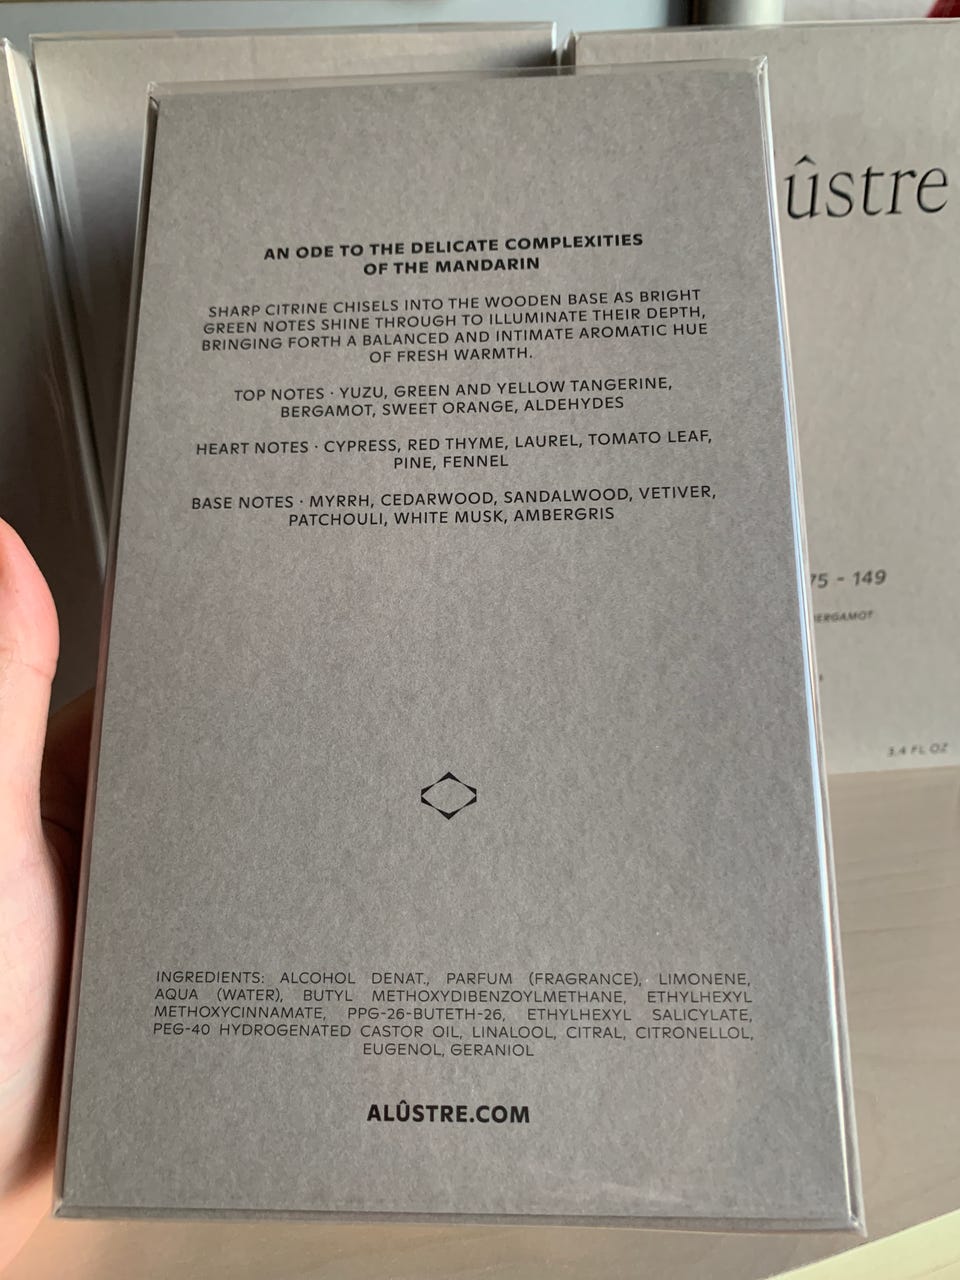 AN ODE TO THE DELICATE COMPLEXITIES
OF THE MANDARIN
SHARP CITRINE CHISELS INTO THE WOODEN BASE AS BRIGHT
GREEN NOTES SHINE THROUGH TO ILLUMINATE THEIR DEPTH,
BRINGING FORTH A BALANCED AND INTIMATE AROMATIC HUE
OF FRESH WARMTH.
TOP NOTES · YUZU, GREEN AND YELLOW TANGERINE,
BERGAMOT, SWEET ORANGE, ALDEHYDES
HEART NOTES · CYPRESS, RED THYME, LAUREL, TOMATO LEAF,
PINE, FENNEL
BASE NOTES · MYRRH, CEDARWOOD, SANDALWOOD, VETIVER,
PATCHOULI, WHITE MUSK, AMBERGRIS
INGREDIENTS: ALCOHOL DENAT., PARFUM (FRAGRANCE), LIMONENE,
AQUA (WATER), BUTYL METHOXYDIBENZOYLMETHANE, ETHYLHEXYL
METHOXYCINNAMATE, PPG-26-BUTETH-26, ETHYLHEXYL SALICYLATE,
PEG-40 HYDROGENATED CASTOR OIL, LINALOOL, CITRAL, CITRONELLOL,
EUGENOL, GERANIOL
ALÛSTRE.COM
ûstre
75 - 149
BERGAMOT
3.4 FL OZ